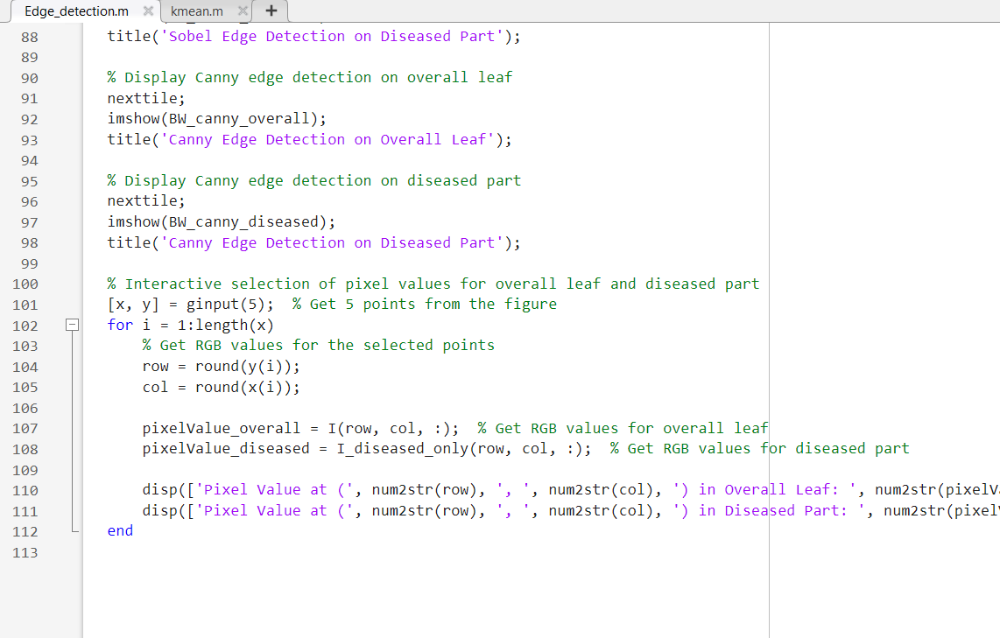 Edge_detection.m × kmean.m × +
88 title('Sobel Edge Detection on Diseased Part');
89
90 % Display Canny edge detection on overall leaf
91 nexttile;
92 imshow(BW_canny_overall);
93 title('Canny Edge Detection on Overall Leaf');
94
95 % Display Canny edge detection on diseased part
96 nexttile;
97 imshow(BW_canny_diseased);
98 title('Canny Edge Detection on Diseased Part');
99
100 % Interactive selection of pixel values for overall leaf and diseased part
101 [x, y] = ginput(5);  % Get 5 points from the figure
102 for i = 1:length(x)
103     % Get RGB values for the selected points
104     row = round(y(i));
105     col = round(x(i));
106
107     pixelValue_overall = I(row, col, :);  % Get RGB values for overall leaf
108     pixelValue_diseased = I_diseased_only(row, col, :);  % Get RGB values for diseased part
109
110     disp(['Pixel Value at (', num2str(row), ', ', num2str(col), ') in Overall Leaf: ', num2str(pixelV
111     disp(['Pixel Value at (', num2str(row), ', ', num2str(col), ') in Diseased Part: ', num2str(pixel
112 end
113